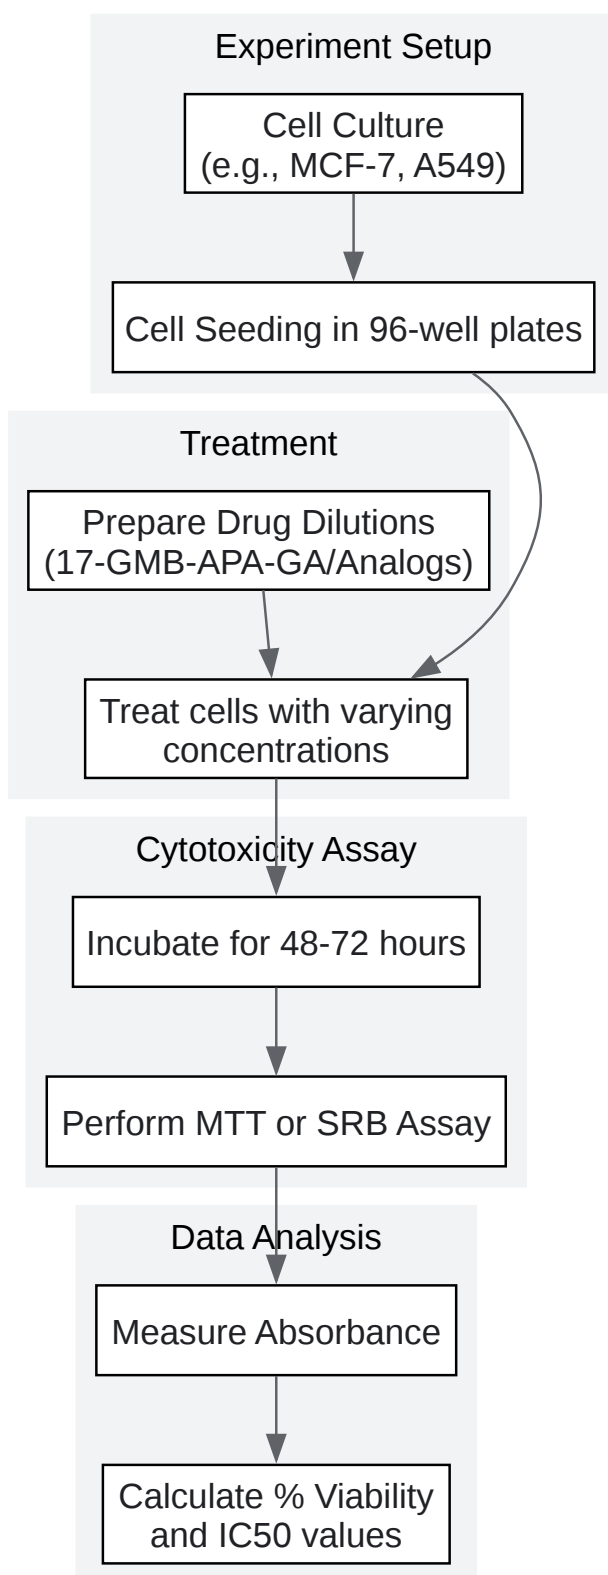 Experiment Setup
Cell Culture
(e.g., MCF-7, A549)
Cell Seeding in 96-well plates
Treatment
Prepare Drug Dilutions
(17-GMB-APA-GA/Analogs)
Treat cells with varying
concentrations
Cytotoxicity Assay
Incubate for 48-72 hours
Perform MTT or SRB Assay
Data Analysis
Measure Absorbance
Calculate % Viability
and IC50 values